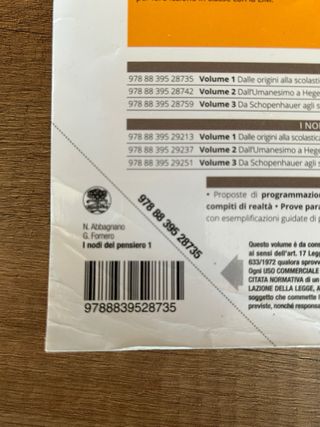 978 88 395 28735 Volume 1 Dalle origini alla scolasti
978 88 395 28742 Volume 2 Dall'Umanesimo a Hege
978 88 395 28759 Volume 3 Da Schopenhauer agli s
I NO
978 88 395 29213 Volume 1 Dalle origini alla scolastic
978 88 395 29237 Volume 2 Dall'Umanesimo a Hege
978 88 395 29251 Volume 3 Da Schopenhauer agli s
• Proposte di programmazion
compiti di realtà • Prove para
con esemplificazioni guidate di
978 88 395 28735
N. Abbagnano
G. Fornero
I nodi del pensiero 1
9788839528735
Questo volume è da cons
ai sensi dell'art. 17 Leg
633/1972 qualora sprovv
Ogni USO COMMERCIALE
CITATA NORMATIVA di un
LAZIONE DELLA LEGGE, A
soggetto che commette l
previste, nonché responsa